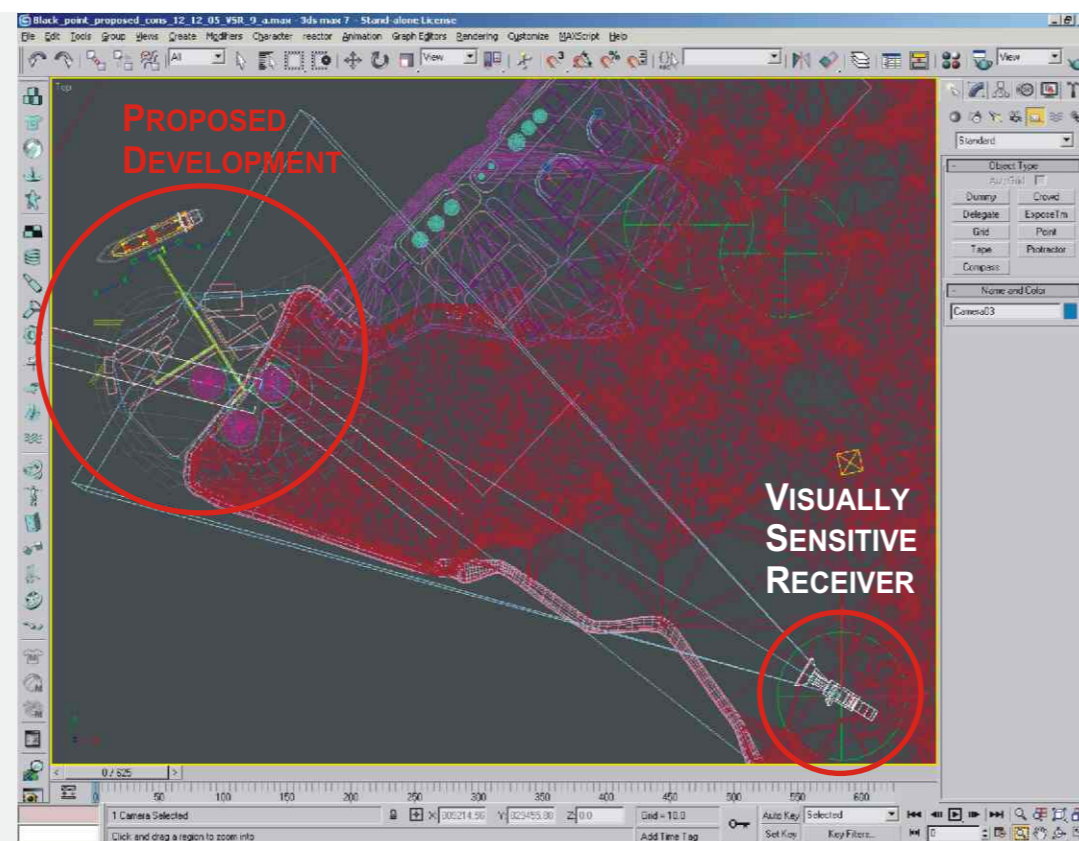 Black_point_proposed_cons_12_12_05_VSR_9_a.max - 3ds max 7 - Stand-alone License
File Edit Tools Group Views Create Modifiers Character reactor Animation Graph Editors Rendering Customize MAXScript Help
All View View
Top
PROPOSED
DEVELOPMENT
Standard
- Object Type
AutoGrid
Dummy Crowd
Delegate ExposeTm
Grid Point
Tape Protractor
Compass
- Name and Color
Camera03
VISUALLY
SENSITIVE
RECEIVER
< 0 / 625 >
0 50 100 150 200 250 300 350 400 450 500 550 600
1 Camera Selected X: Y: Z: 0.0 Grid = 10.0 Auto Key Selected
Click and drag a region to zoom into Add Time Tag Set Key Key Filters... 0